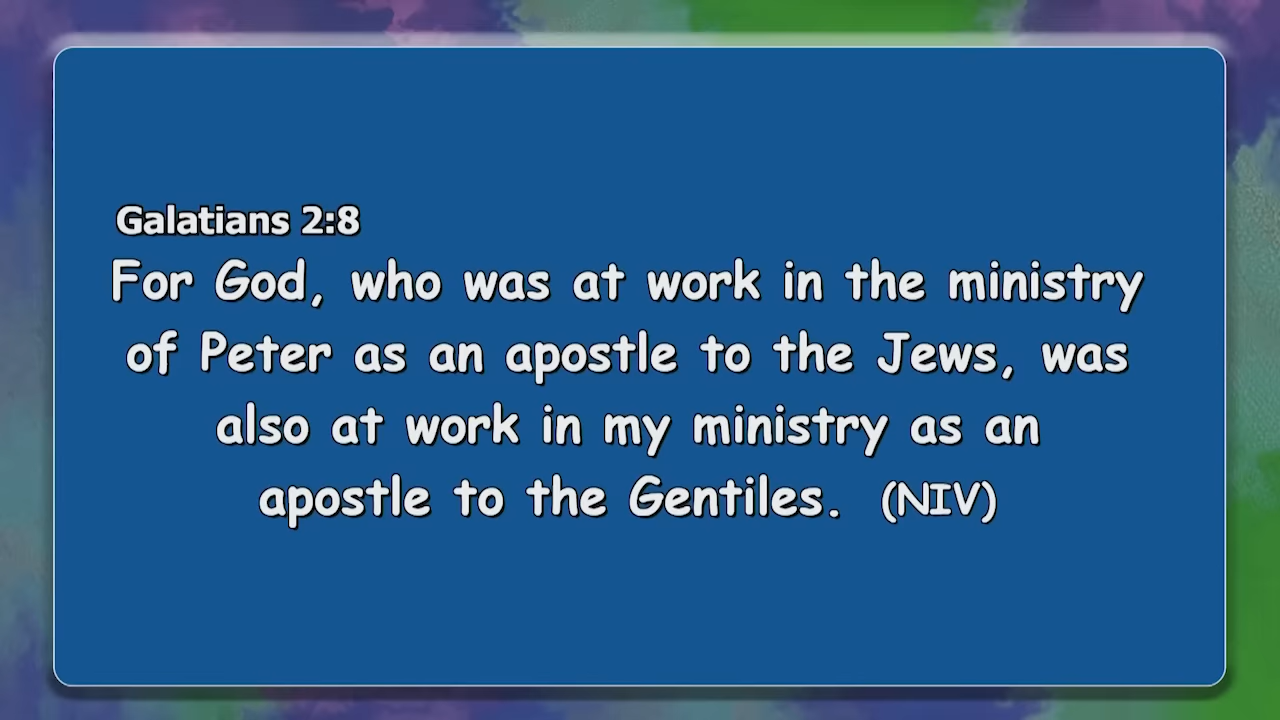 Galatians 2:8
For God, who was at work in the ministry
of Peter as an apostle to the Jews, was
also at work in my ministry as an
apostle to the Gentiles. (NIV)